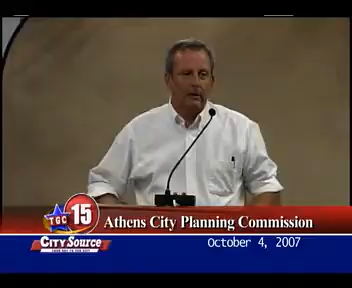 TGC
15
Athens City Planning Commission
CITY SOURCE
October 4, 2007